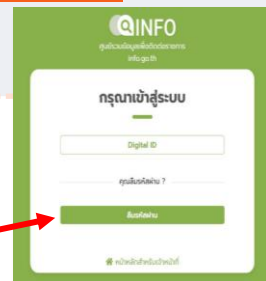 INFO
ศูนย์รวมข้อมูลเพื่อติดต่อราชการ
info.go.th
กรุณาเข้าสู่ระบบ
Digital ID
คุณลืมรหัสผ่าน ?
ลืมรหัสผ่าน
หน้าหลักสำหรับเจ้าหน้าที่